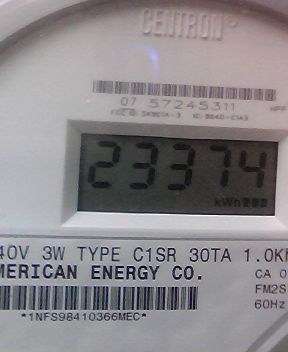 CENTRON
07 57245311
23374
kWh
40V 3W TYPE C1SR 30TA 1.0K
MERICAN ENERGY CO.
CA 0
FM2S
60Hz
*1NFS98410366MEC*